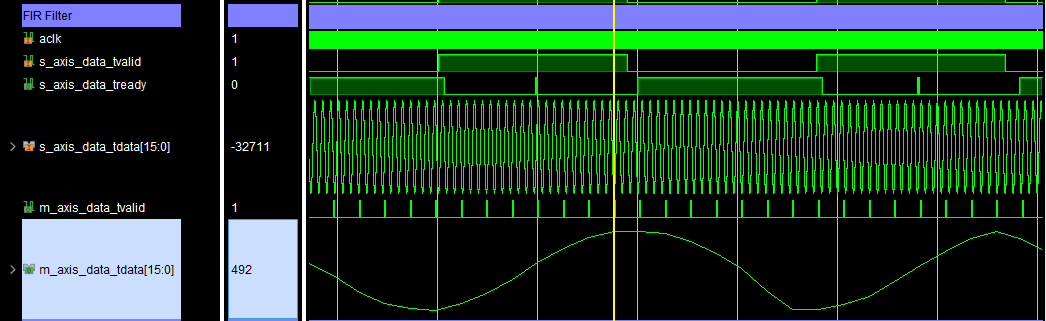 FIR Filter
aclk 1
s_axis_data_tvalid 1
s_axis_data_tready 0
s_axis_data_tdata[15:0] -32711
m_axis_data_tvalid 1
m_axis_data_tdata[15:0] 492